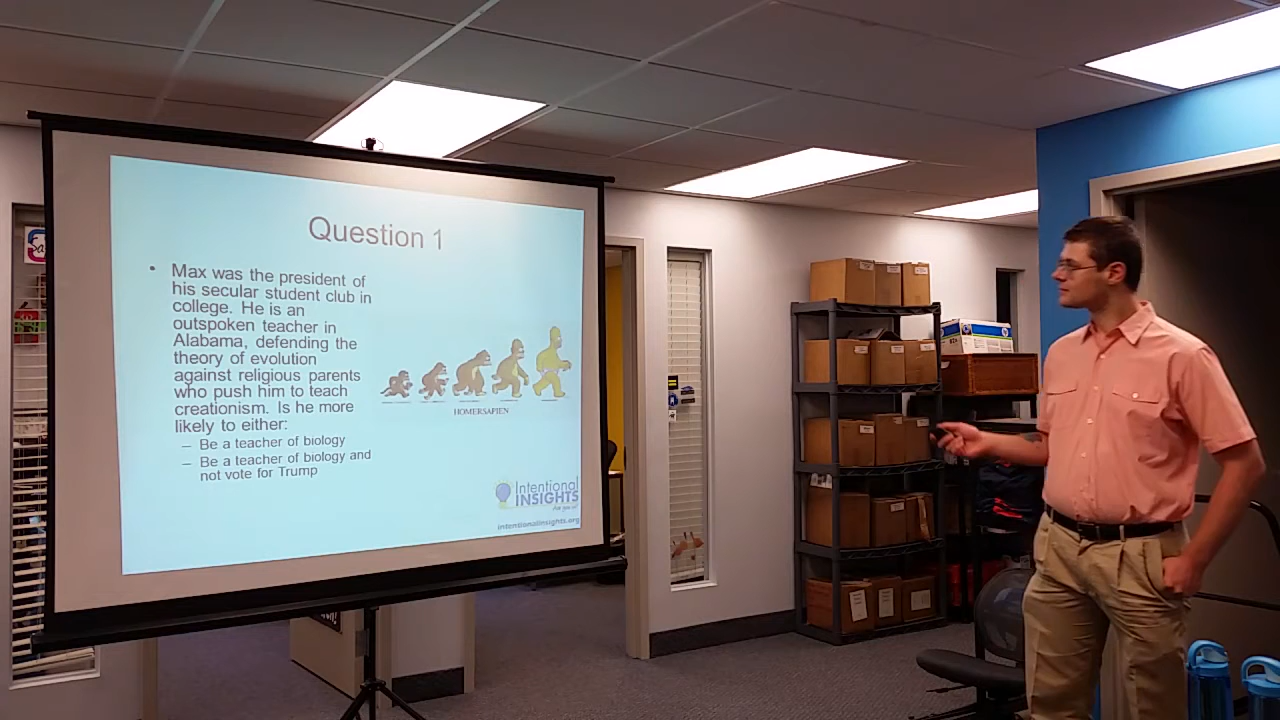 Question 1
• Max was the president of
his secular student club in
college. He is an
outspoken teacher in
Alabama, defending the
theory of evolution
against religious parents
who push him to teach
creationism. Is he more
likely to either:
– Be a teacher of biology
– Be a teacher of biology and
not vote for Trump
HOMERSAPIEN
Intentional
INSIGHTS
intentionalinsights.org